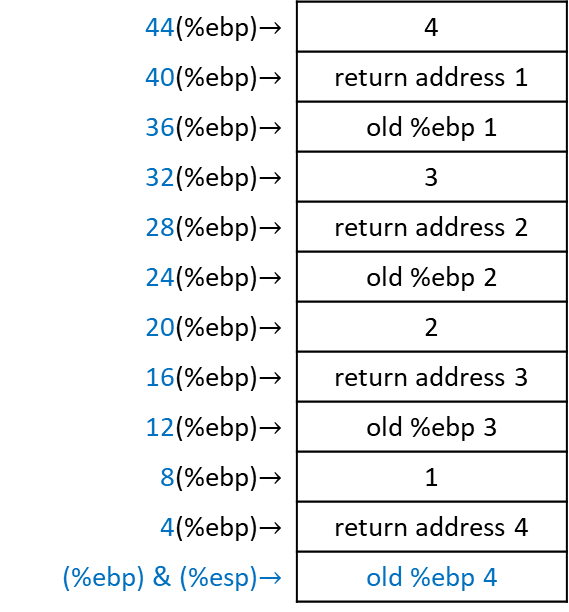 44(%ebp)→ 4
40(%ebp)→ return address 1
36(%ebp)→ old %ebp 1
32(%ebp)→ 3
28(%ebp)→ return address 2
24(%ebp)→ old %ebp 2
20(%ebp)→ 2
16(%ebp)→ return address 3
12(%ebp)→ old %ebp 3
8(%ebp)→ 1
4(%ebp)→ return address 4
(%ebp) & (%esp)→ old %ebp 4